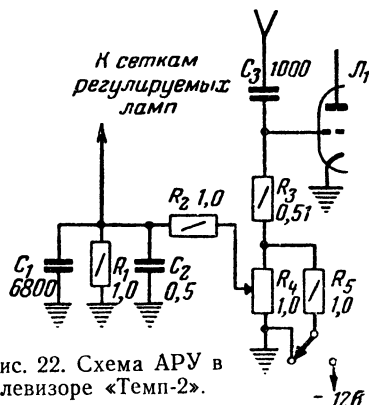 К сеткам
регулируемых
ламп
C₃ 1000
Л₁
R₂ 1,0
R₃
0,51
C₁
6800
R₁
1,0
C₂
0,5
R₄
1,0
R₅
1,0
ис. 22. Схема АРУ в
левизоре «Темп-2».
- 12В